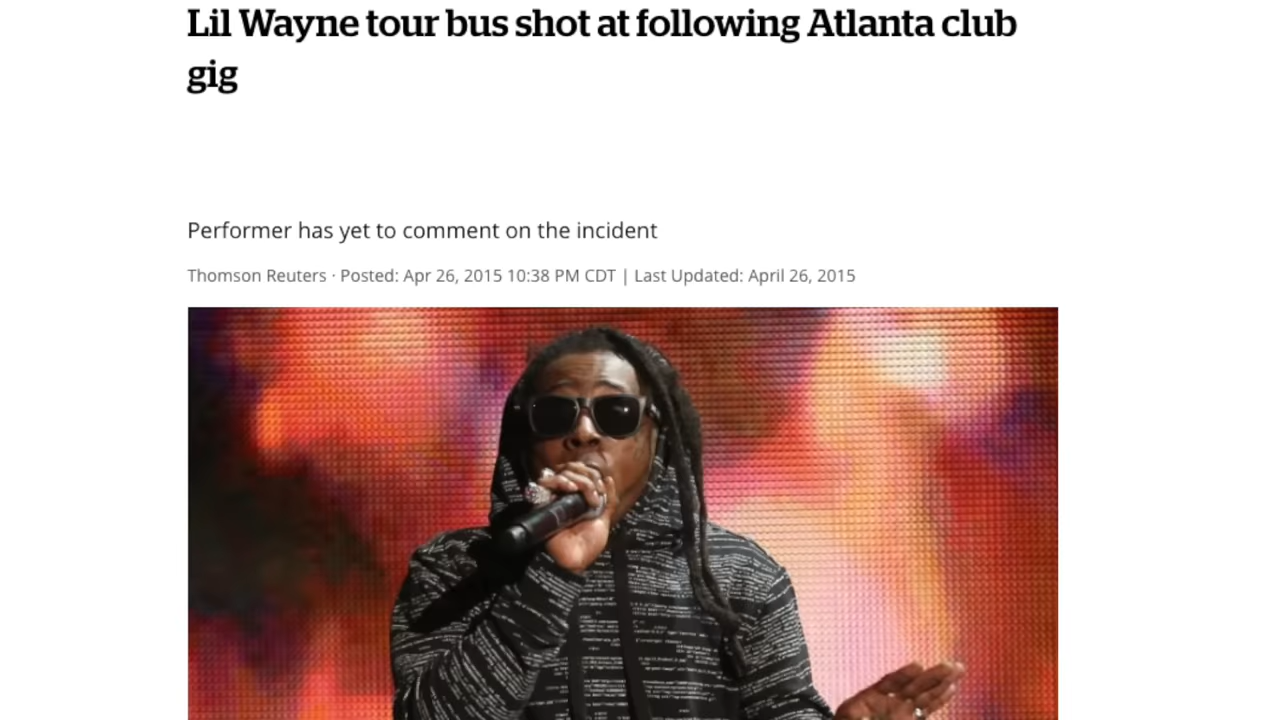 Lil Wayne tour bus shot at following Atlanta club
gig
Performer has yet to comment on the incident
Thomson Reuters · Posted: Apr 26, 2015 10:38 PM CDT | Last Updated: April 26, 2015